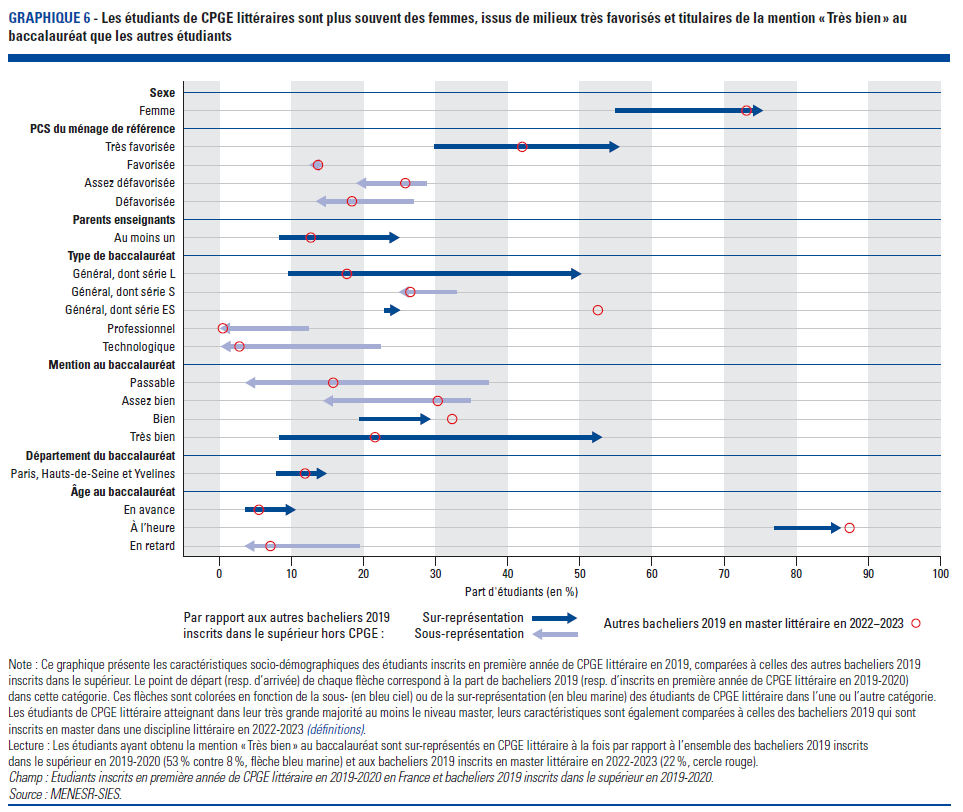 GRAPHIQUE 6 - Les étudiants de CPGE littéraires sont plus souvent des femmes, issus de milieux très favorisés et titulaires de la mention « Très bien » au
baccalauréat que les autres étudiants
Sexe
Femme
PCS du ménage de référence
Très favorisée
Favorisée
Assez défavorisée
Défavorisée
Parents enseignants
Au moins un
Type de baccalauréat
Général, dont série L
Général, dont série S
Général, dont série ES
Professionnel
Technologique
Mention au baccalauréat
Passable
Assez bien
Bien
Très bien
Département du baccalauréat
Paris, Hauts-de-Seine et Yvelines
Âge au baccalauréat
En avance
À l'heure
En retard
0 10 20 30 40 50 60 70 80 90 100
Part d'étudiants (en %)
Par rapport aux autres bacheliers 2019 Sur-représentation
inscrits dans le supérieur hors CPGE : Sous-représentation
Autres bacheliers 2019 en master littéraire en 2022–2023
Note : Ce graphique présente les caractéristiques socio-démographiques des étudiants inscrits en première année de CPGE littéraire en 2019, comparées à celles des autres bacheliers 2019
inscrits dans le supérieur. Le point de départ (resp. d'arrivée) de chaque flèche correspond à la part de bacheliers 2019 (resp. d'inscrits en première année de CPGE littéraire en 2019-2020)
dans cette catégorie. Ces flèches sont colorées en fonction de la sous- (en bleu ciel) ou de la sur-représentation (en bleu marine) des étudiants de CPGE littéraire dans l'une ou l'autre catégorie.
Les étudiants de CPGE littéraire atteignant dans leur très grande majorité au moins le niveau master, leurs caractéristiques sont également comparées à celles des bacheliers 2019 qui sont
inscrits en master dans une discipline littéraire en 2022-2023 (définitions).
Lecture : Les étudiants ayant obtenu la mention « Très bien » au baccalauréat sont sur-représentés en CPGE littéraire à la fois par rapport à l'ensemble des bacheliers 2019 inscrits
dans le supérieur en 2019-2020 (53 % contre 8 %, flèche bleu marine) et aux bacheliers 2019 inscrits en master littéraire en 2022-2023 (22 %, cercle rouge).
Champ : Etudiants inscrits en première année de CPGE littéraire en 2019-2020 en France et bacheliers 2019 inscrits dans le supérieur en 2019-2020.
Source : MENESR-SIES.